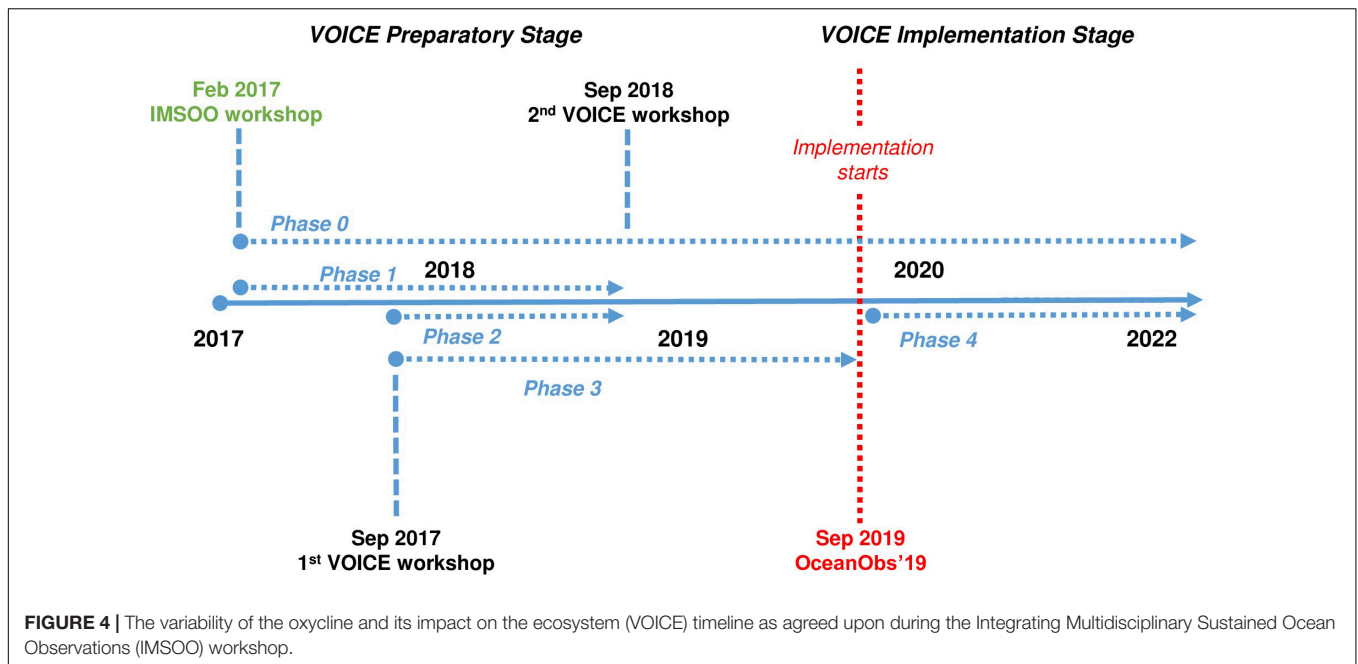 VOICE Preparatory Stage
VOICE Implementation Stage
Feb 2017
IMSOO workshop
Sep 2018
2nd VOICE workshop
Implementation
starts
Phase 0
Phase 1
2018
2020
2017
Phase 2
2019
Phase 4
2022
Phase 3
Sep 2017
1st VOICE workshop
Sep 2019
OceanObs’19
FIGURE 4 | The variability of the oxycline and its impact on the ecosystem (VOICE) timeline as agreed upon during the Integrating Multidisciplinary Sustained Ocean
Observations (IMSOO) workshop.